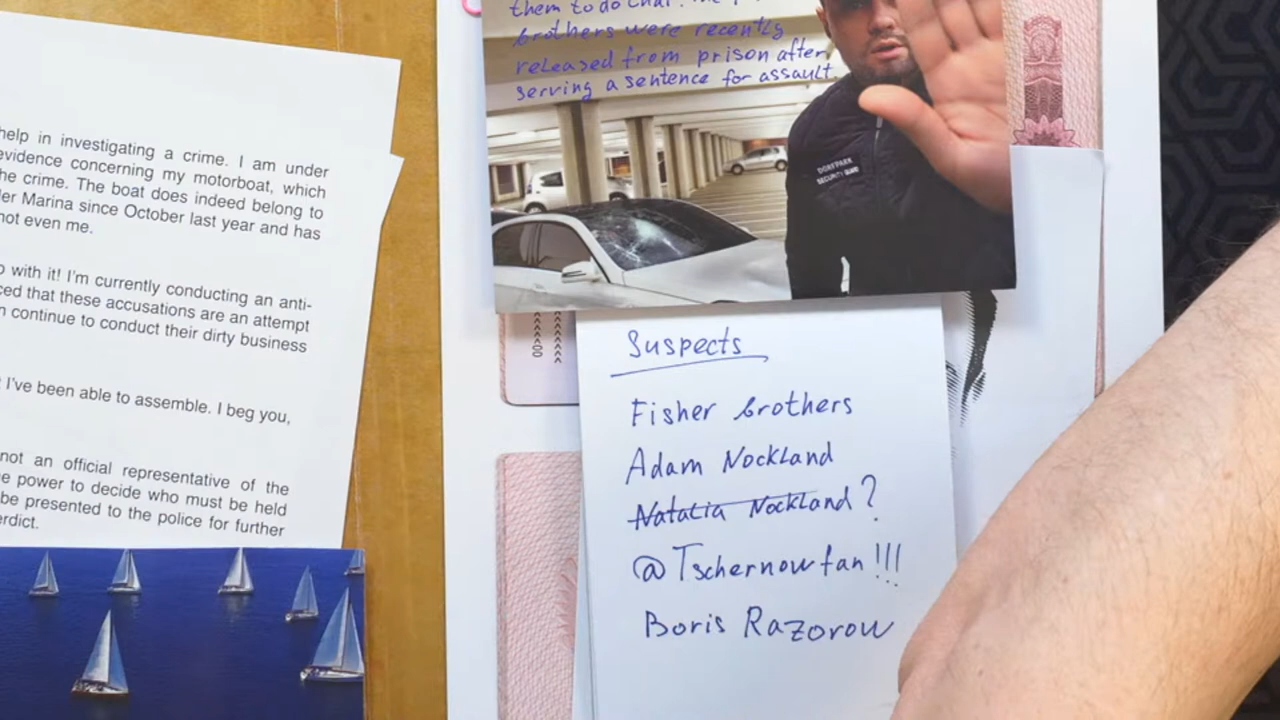 help in investigating a crime. I am under
evidence concerning my motorboat, which
he crime. The boat does indeed belong to
er Marina since October last year and has
not even me.
with it! I'm currently conducting an anti-
ced that these accusations are an attempt
n continue to conduct their dirty business
I've been able to assemble. I beg you,
not an official representative of the
e power to decide who must be held
be presented to the police for further
erdict.
them to do that.
brothers were recently
released from prison after
serving a sentence for assault.
DORFPARK
SECURITY GUARD
Suspects
Fisher brothers
Adam Nockland
Natalia Nockland?
@Tschernowfan!!!
Boris Razorow